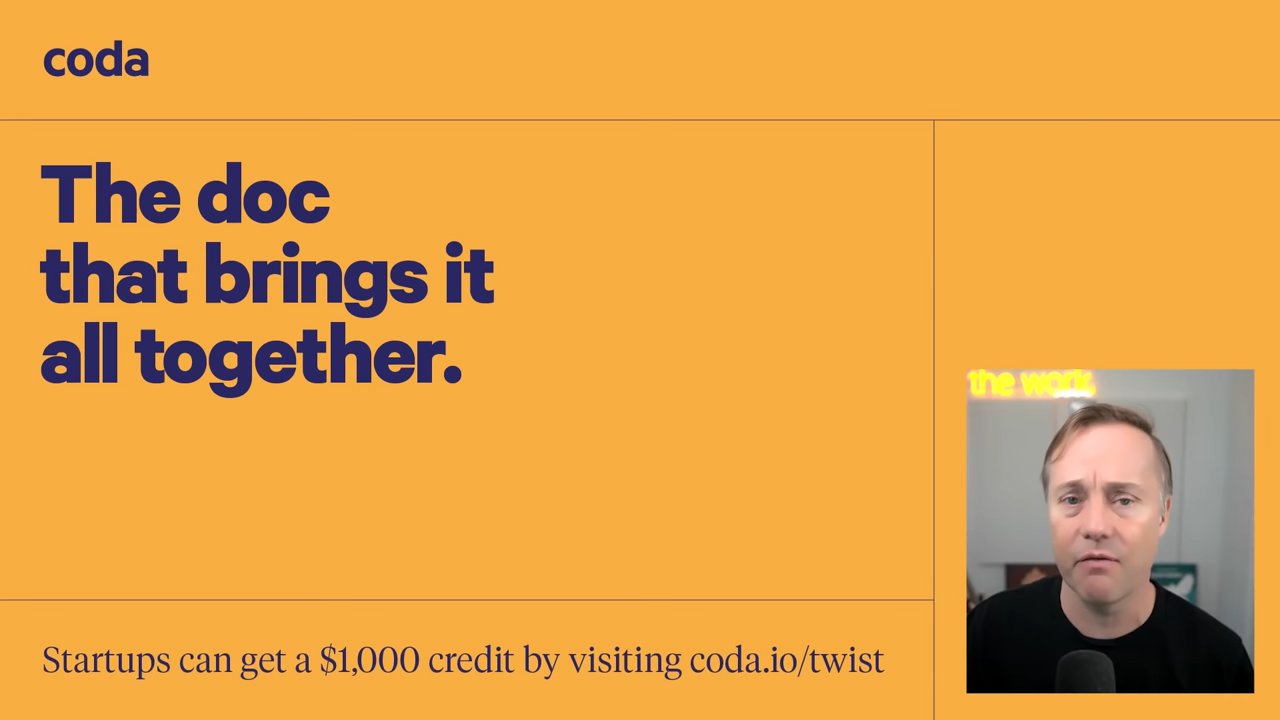 coda
The doc
that brings it
all together.
the work.
Startups can get a $1,000 credit by visiting coda.io/twist